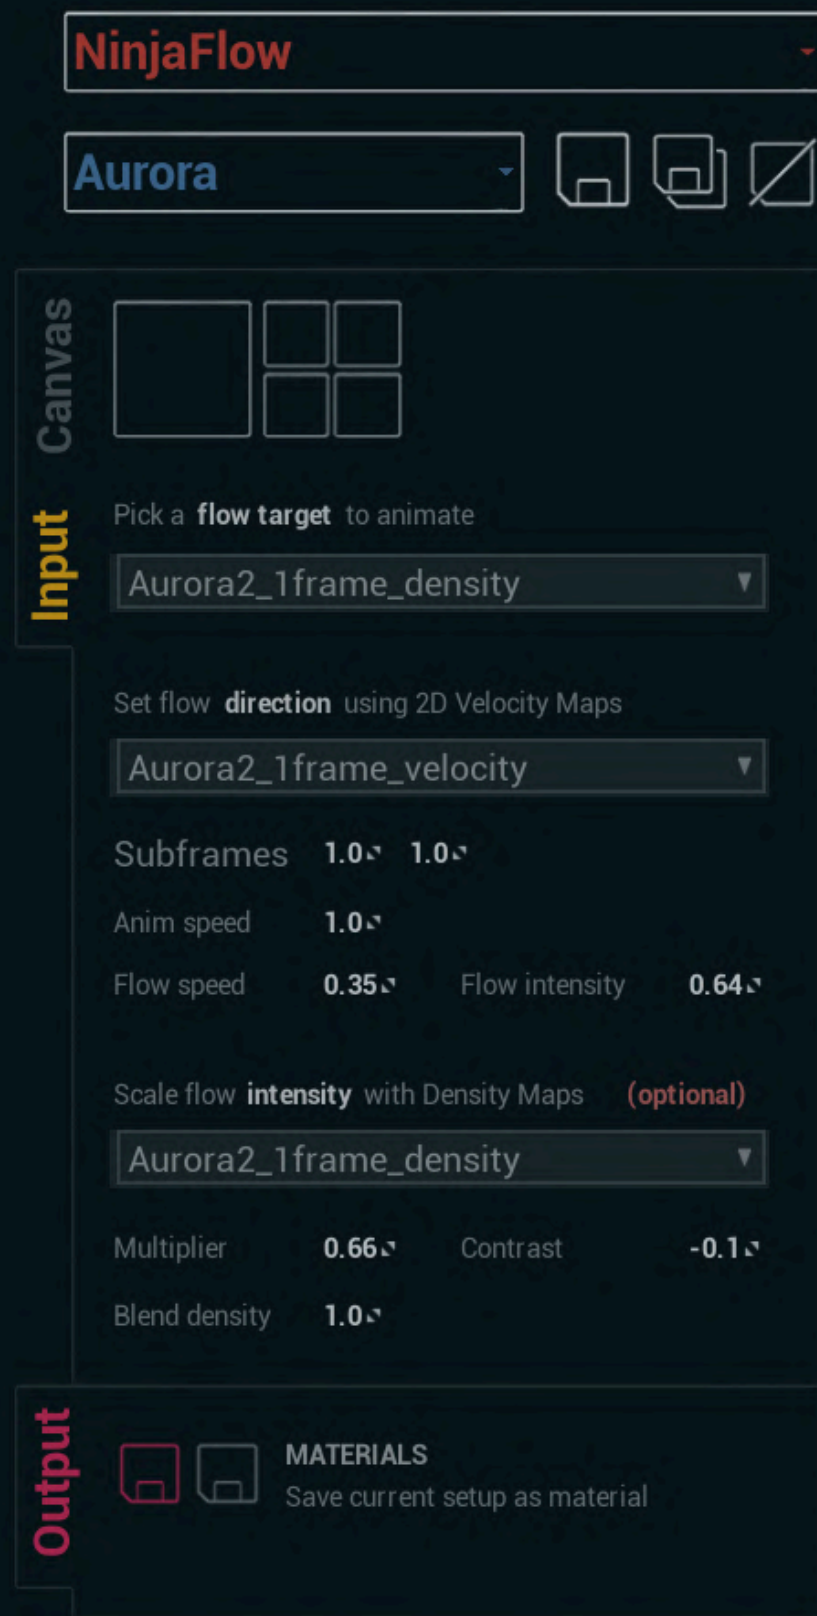 NinjaFlow
Aurora
Canvas
Input
Pick a flow target to animate
Aurora2_1frame_density
Set flow direction using 2D Velocity Maps
Aurora2_1frame_velocity
Subframes 1.0 1.0
Anim speed 1.0
Flow speed 0.35 Flow intensity 0.64
Scale flow intensity with Density Maps (optional)
Aurora2_1frame_density
Multiplier 0.66 Contrast -0.1
Blend density 1.0
Output
MATERIALS
Save current setup as material